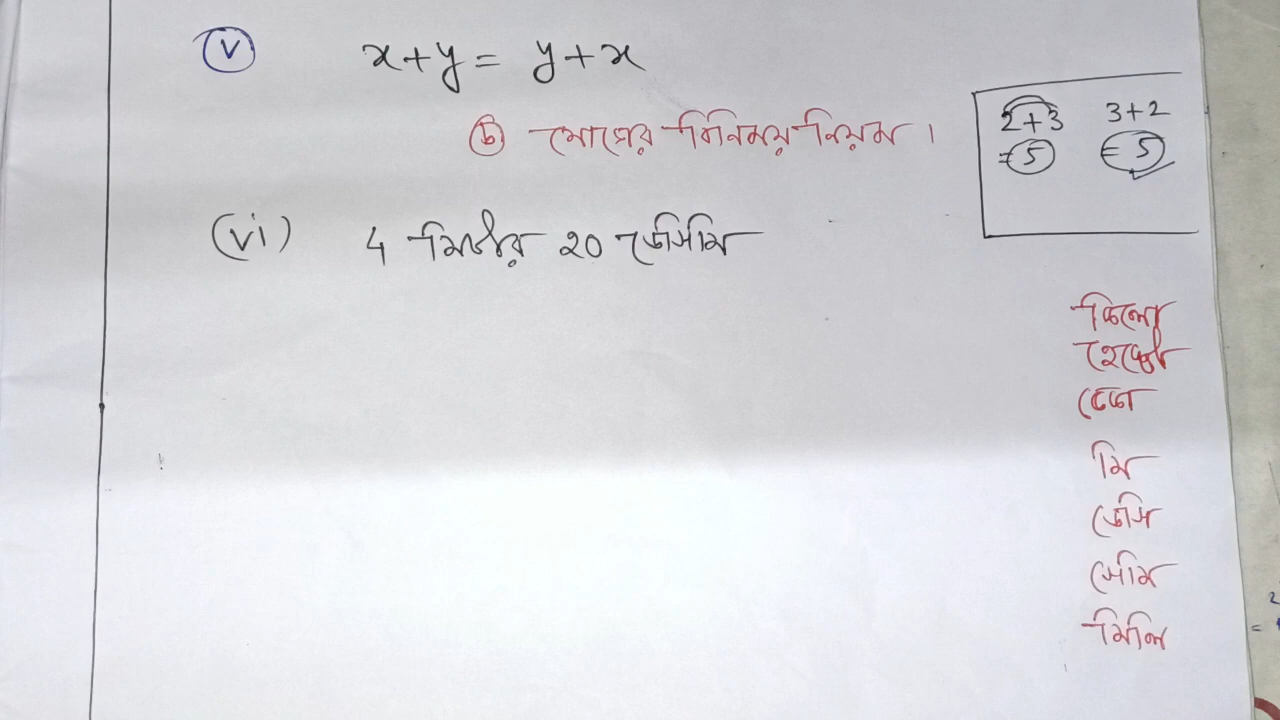 v x+y = y+x
b যোগের বিনিময় নিয়ম।
2+3 3+2
=5 =5
(vi) 4 মিটার 20 ডেসিমি
কিলো
হেক্টো
ডেকা
মি
ডেসি
সেমি
মিলি